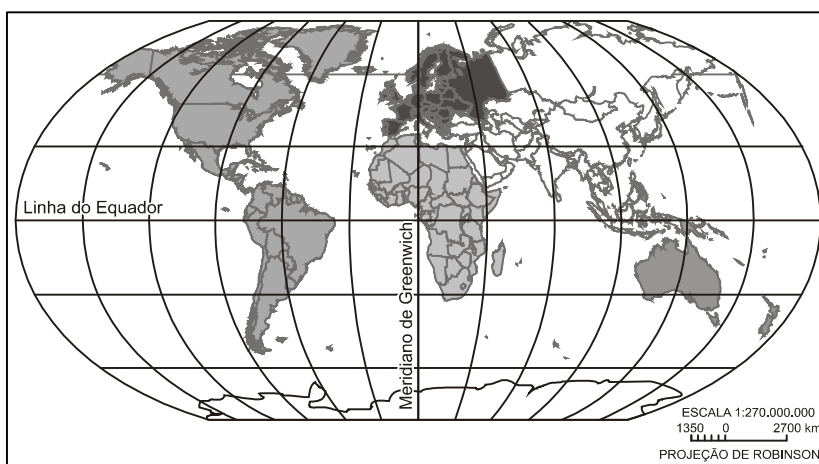 Linha do Equador
Meridiano de Greenwich
ESCALA 1:270.000.000
1350 0 2700 km
PROJEÇÃO DE ROBINSON